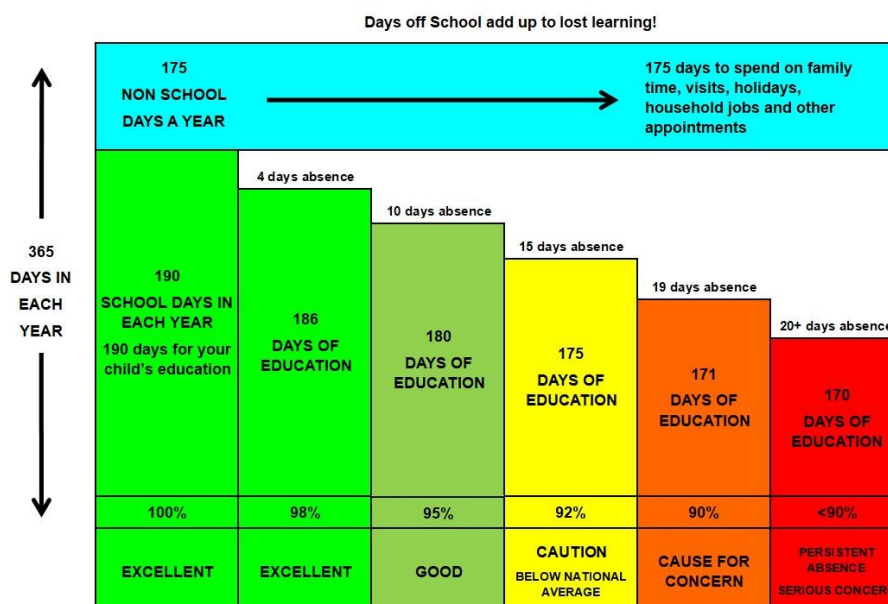 Days off School add up to lost learning!
175
NON SCHOOL
DAYS A YEAR
175 days to spend on family
time, visits, holidays,
household jobs and other
appointments
365
DAYS IN
EACH
YEAR
190
SCHOOL DAYS IN
EACH YEAR
190 days for your
child's education
4 days absence
186
DAYS OF
EDUCATION
10 days absence
180
DAYS OF
EDUCATION
15 days absence
175
DAYS OF
EDUCATION
19 days absence
171
DAYS OF
EDUCATION
20+ days absence
170
DAYS OF
EDUCATION
100%
98%
95%
92%
90%
<90%
EXCELLENT
EXCELLENT
GOOD
CAUTION
BELOW NATIONAL
AVERAGE
CAUSE FOR
CONCERN
PERSISTENT
ABSENCE
SERIOUS CONCER